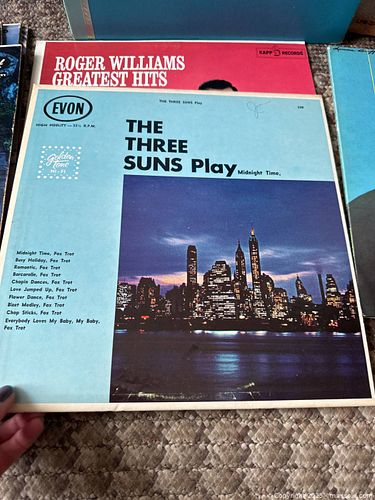 KAPP RECORDS
ROGER WILLIAMS
GREATEST HITS
EVON
THE THREE SUNS Play
HIGH FIDELITY — 33⅓ R.P.M.
THE
THREE
SUNS Play Midnight Time,
Golden
Tone
HI-FI
Midnight Time, Fox Trot
Busy Holiday, Fox Trot
Romantic, Fox Trot
Barcarolle, Fox Trot
Chopin Dances, Fox Trot
Love Jumped Up, Fox Trot
Flower Dance, Fox Trot
Blast Medley, Fox Trot
Chop Sticks, Fox Trot
Everybody Loves My Baby, My Baby,
Fox Trot